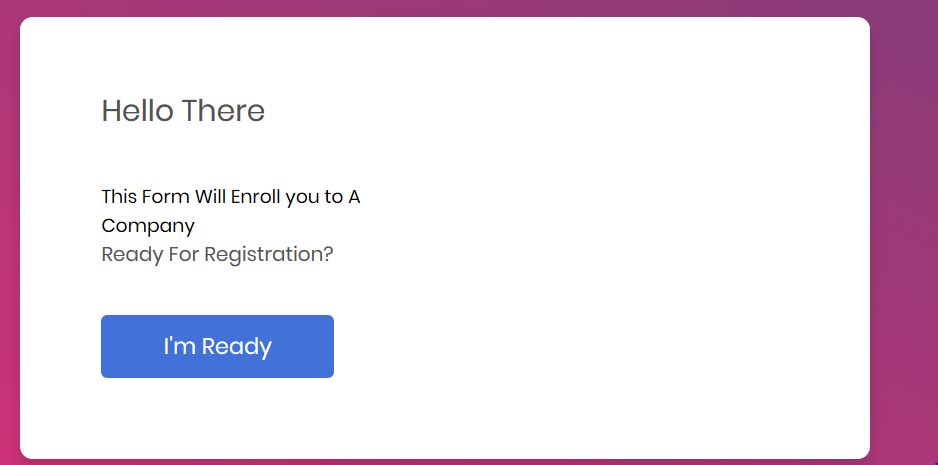 Hello There
This Form Will Enroll you to A
Company
Ready For Registration?
I'm Ready